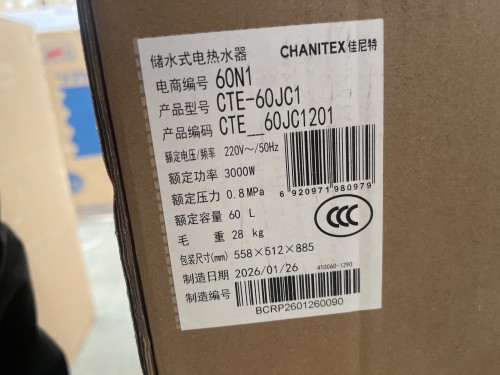 储水式电热水器 CHANITEX佳尼特
电商编号 60N1
产品型号 CTE-60JC1
产品编码 CTE__60JC1201
额定电压/频率 220V～/50Hz
额定功率 3000W
额定压力 0.8MPa
6 920971 980979
额定容量 60 L
毛 重 28 kg
CCC
包装尺寸(mm) 558×512×885
制造日期 2026/01/26 410060-1290
制造编号
BCRP2601260090